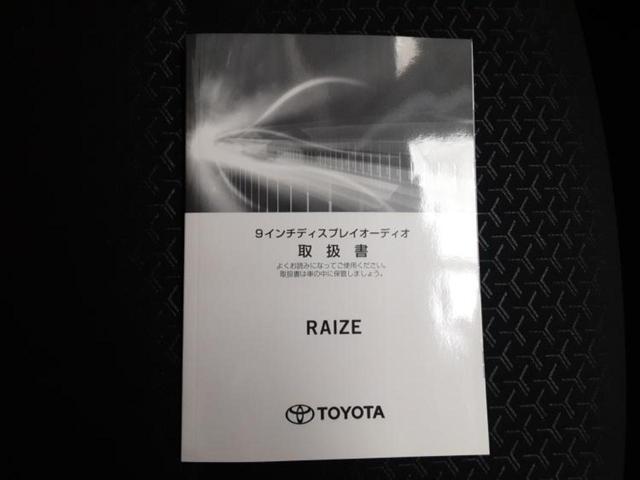 9インチディスプレイオーディオ
取扱書
よくお読みになってご使用ください。
取扱書は車の中に保管しましょう。
RAIZE
TOYOTA